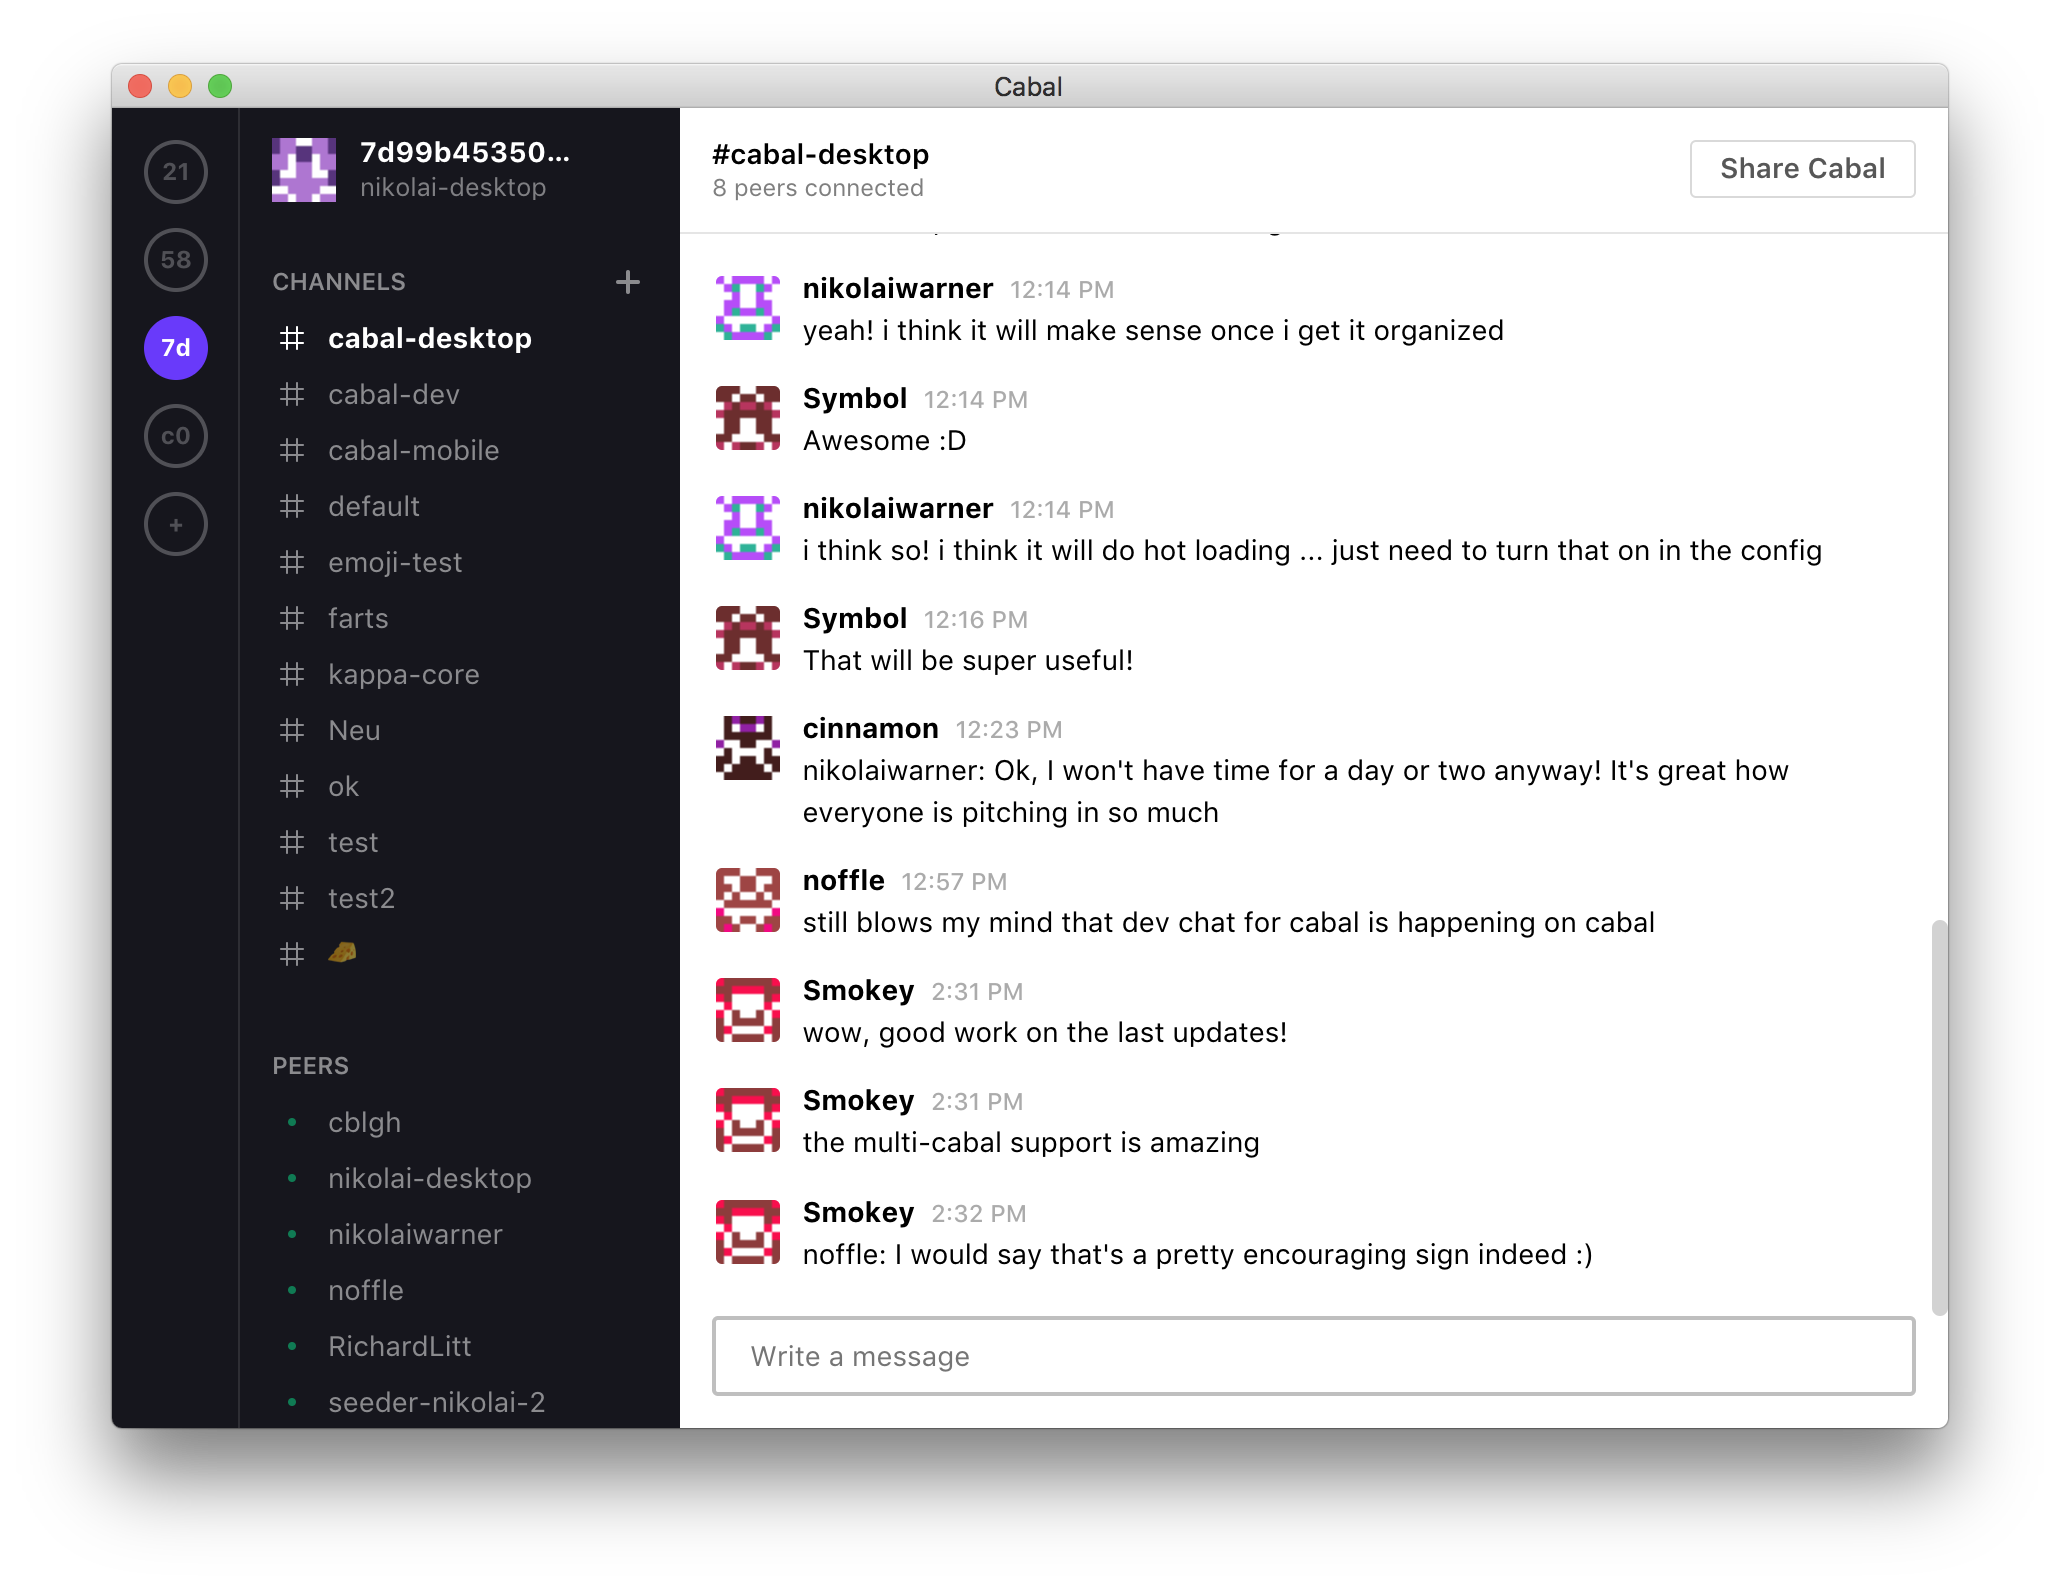 Cabal
21
58
7d
c0
+
7d99b45350...
nikolai-desktop
CHANNELS +
# cabal-desktop
# cabal-dev
# cabal-mobile
# default
# emoji-test
# farts
# kappa-core
# Neu
# ok
# test
# test2
# 🧀
PEERS
• cblgh
• nikolai-desktop
• nikolaiwarner
• noffle
• RichardLitt
• seeder-nikolai-2
#cabal-desktop
8 peers connected
Share Cabal
nikolaiwarner 12:14 PM
yeah! i think it will make sense once i get it organized
Symbol 12:14 PM
Awesome :D
nikolaiwarner 12:14 PM
i think so! i think it will do hot loading ... just need to turn that on in the config
Symbol 12:16 PM
That will be super useful!
cinnamon 12:23 PM
nikolaiwarner: Ok, I won't have time for a day or two anyway! It's great how
everyone is pitching in so much
noffle 12:57 PM
still blows my mind that dev chat for cabal is happening on cabal
Smokey 2:31 PM
wow, good work on the last updates!
Smokey 2:31 PM
the multi-cabal support is amazing
Smokey 2:32 PM
noffle: I would say that's a pretty encouraging sign indeed :)
Write a message